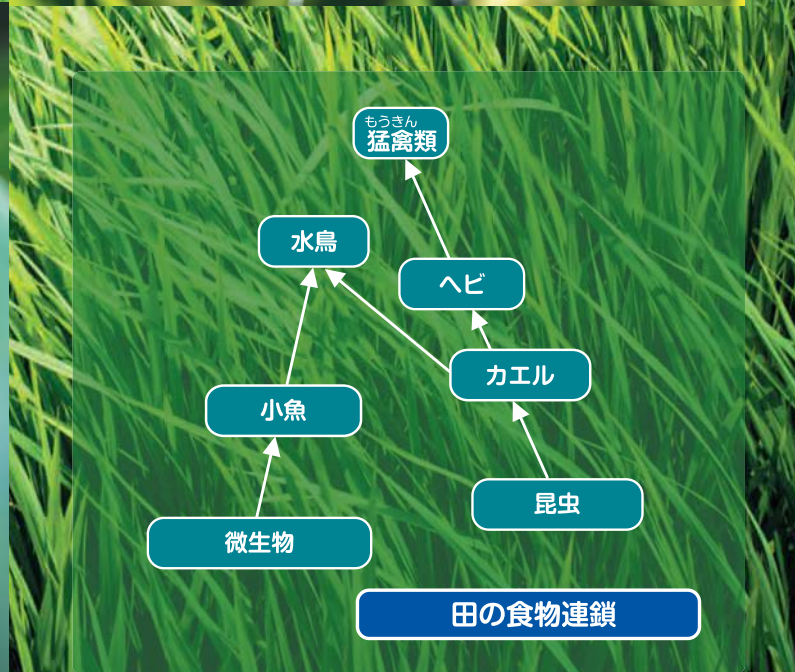 もうきん
猛禽類
水鳥
ヘビ
カエル
小魚
昆虫
微生物
田の食物連鎖